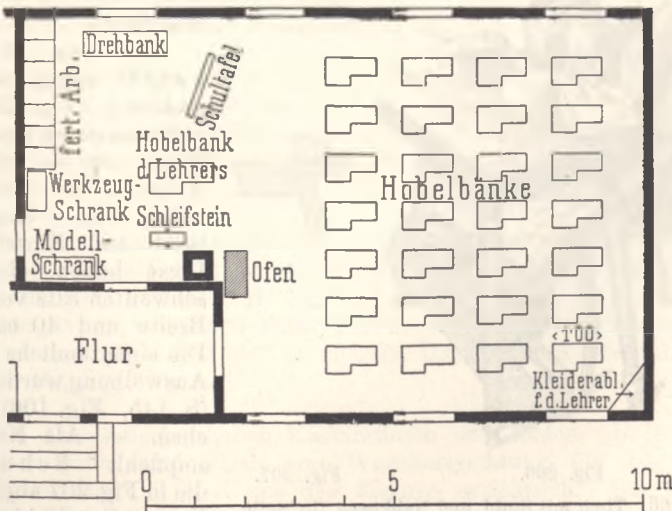 Drehbank
fert. Arb.
Schultafel
Hobelbank
d. Lehrers
Werkzeug-
Schrank
Schleifstein
Modell-
Schrank
Ofen
Hobelbänke
Flur
1'00
Kleiderabl.
f. d. Lehrer
0 5 10 m